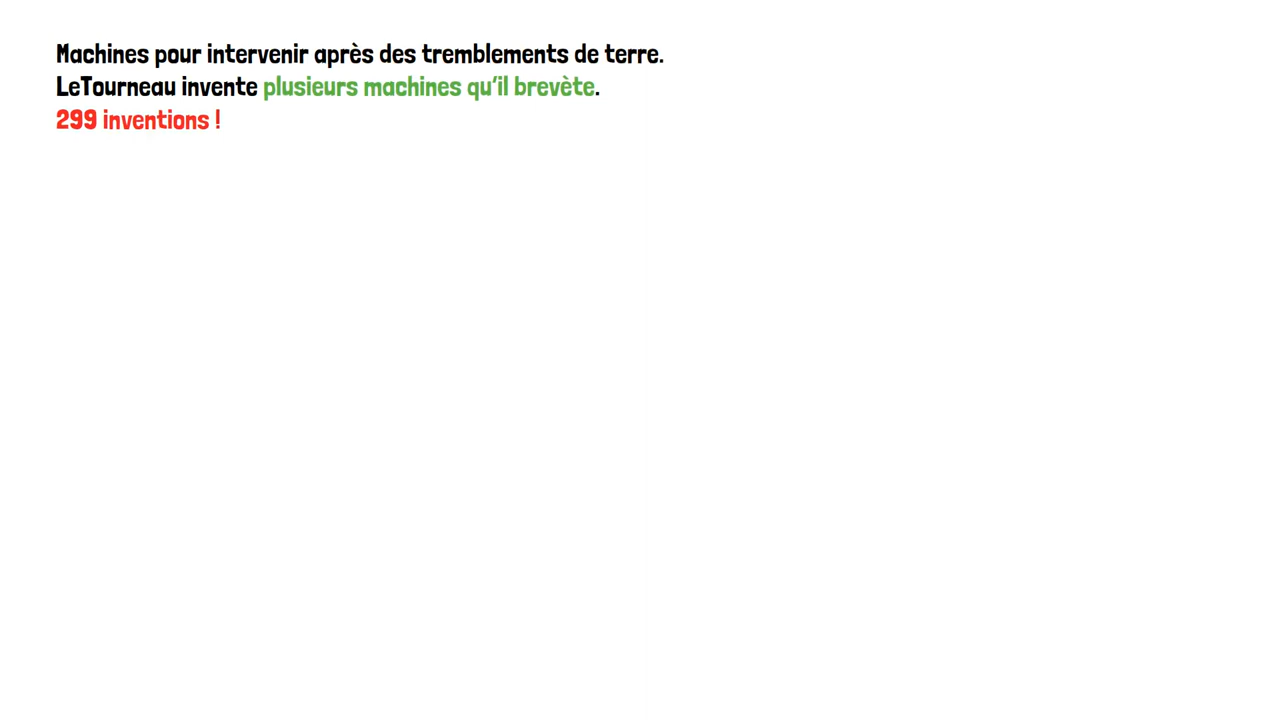 Machines pour intervenir après des tremblements de terre.
LeTourneau invente plusieurs machines qu’il brevète.
299 inventions !